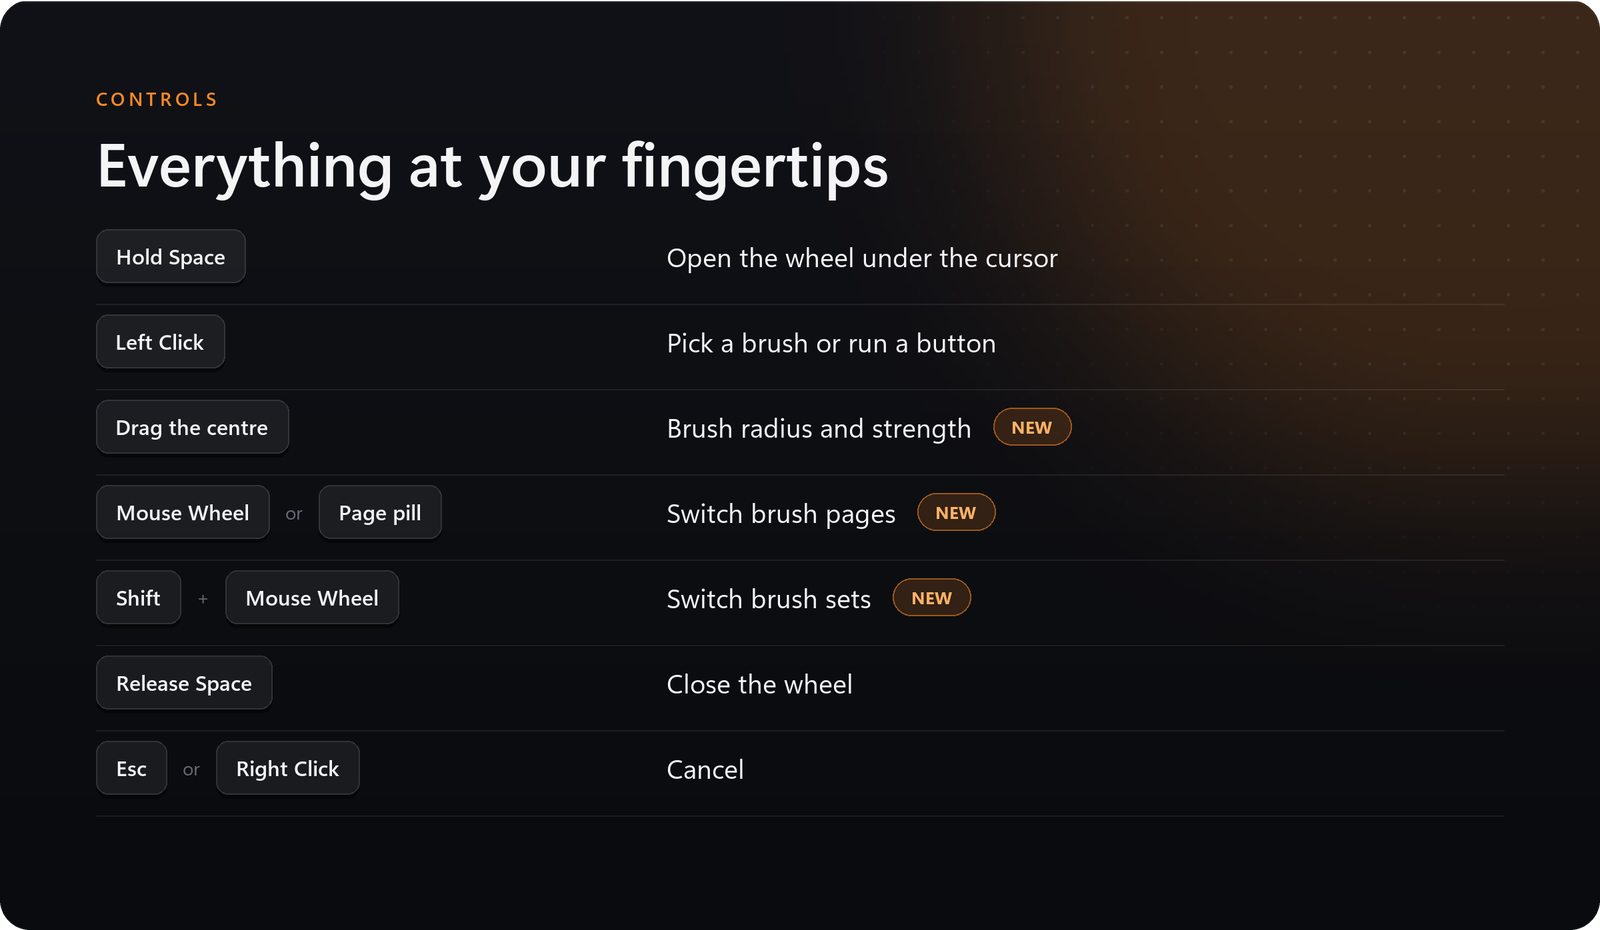 CONTROLS
Everything at your fingertips
Hold Space Open the wheel under the cursor
Left Click Pick a brush or run a button
Drag the centre Brush radius and strength NEW
Mouse Wheel or Page pill Switch brush pages NEW
Shift + Mouse Wheel Switch brush sets NEW
Release Space Close the wheel
Esc or Right Click Cancel